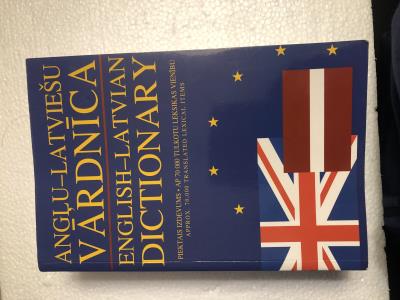 ANGĻU-LATVIEŠU
VĀRDNĪCA
ENGLISH-LATVIAN
DICTIONARY
PIEKTAIS IZDEVUMS • AP 70 000 TULKOTU LEKSIKAS VIENĪBU
APPROX. 70,000 TRANSLATED LEXICAL ITEMS